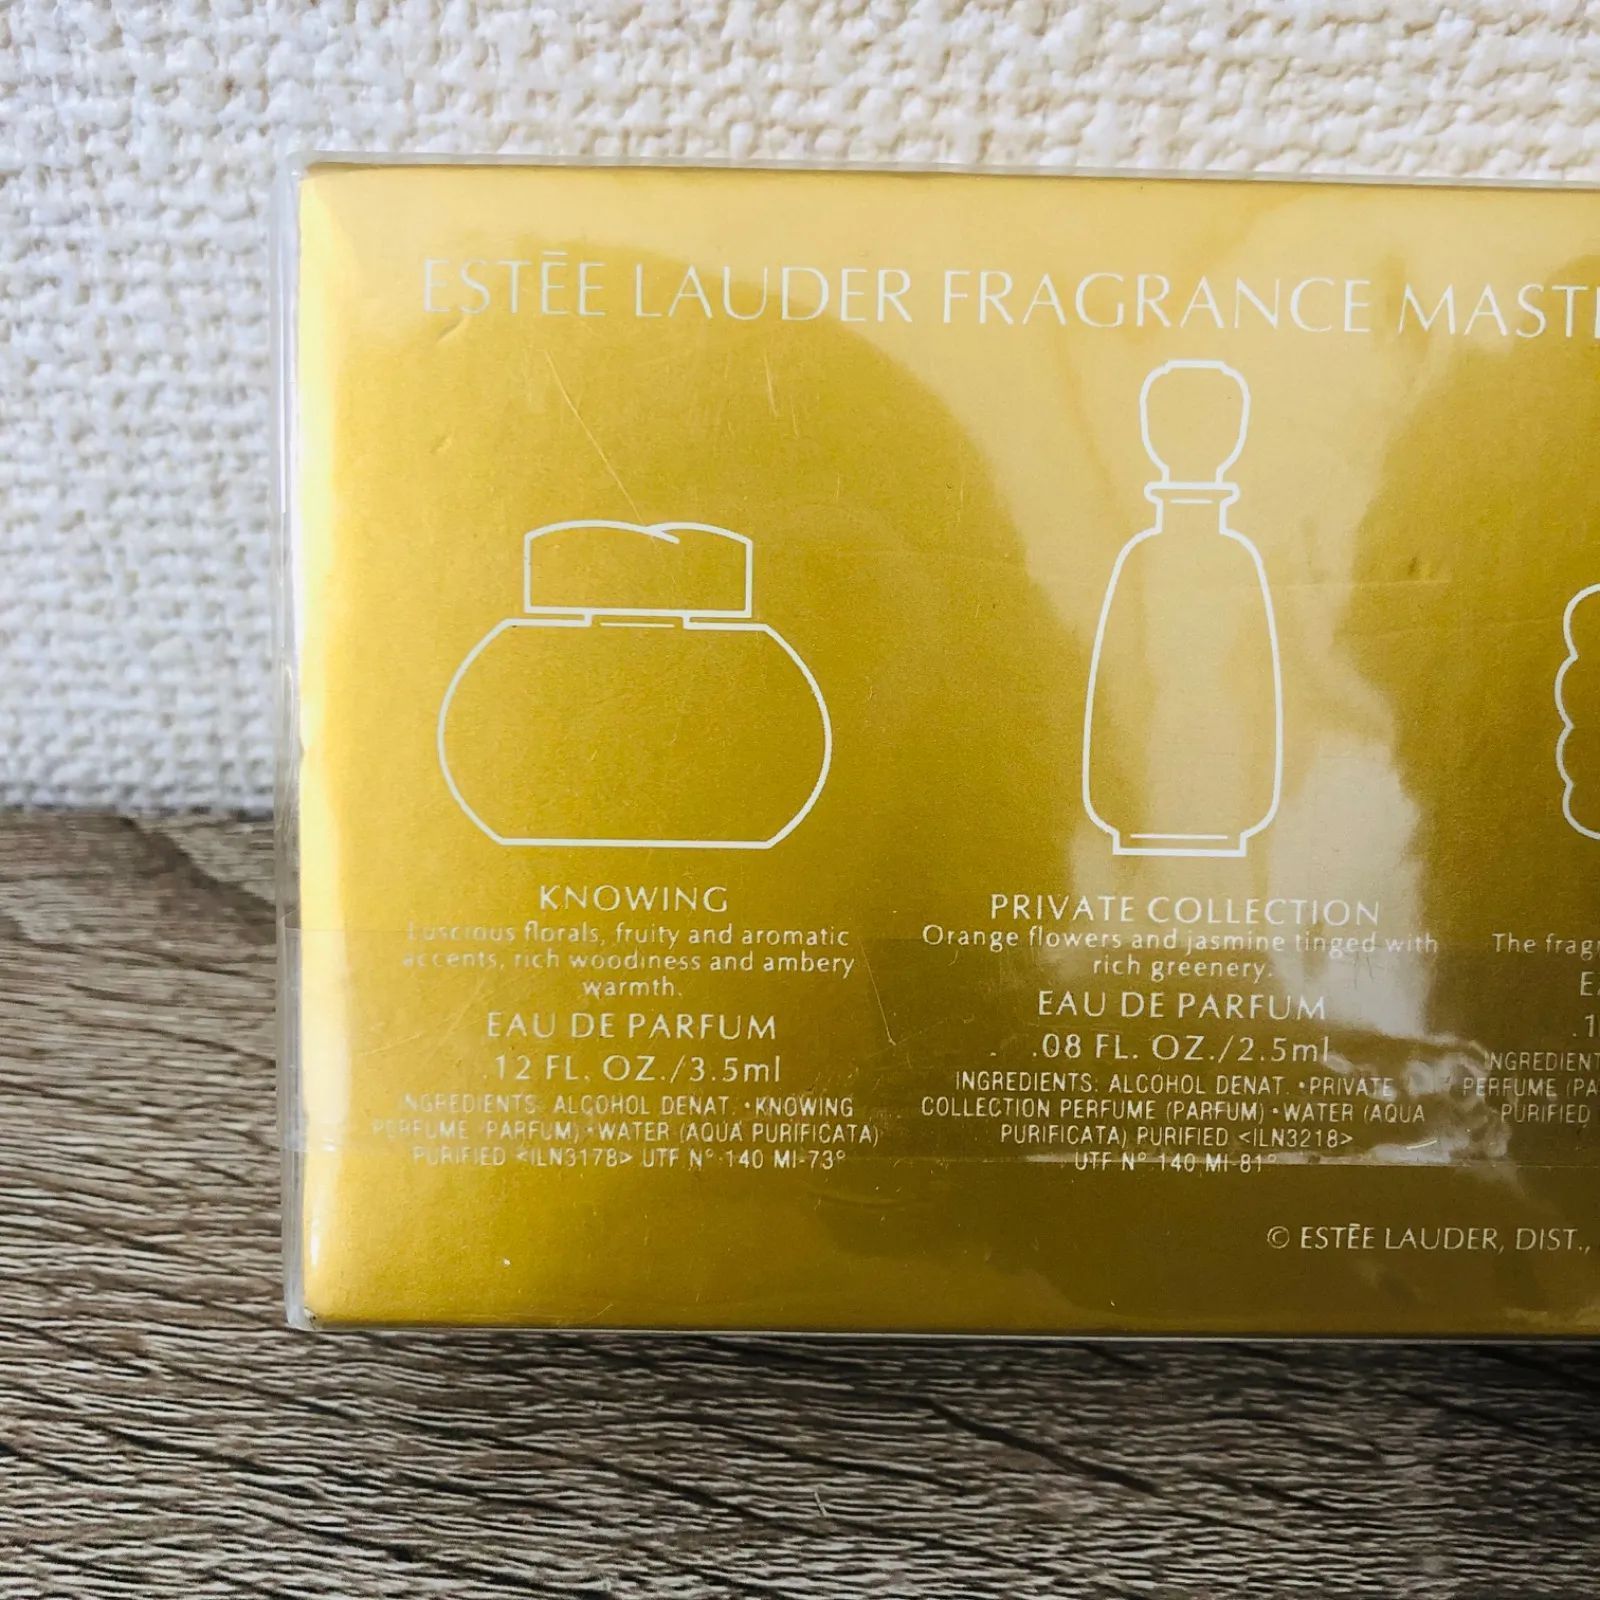 ESTĒE LAUDER FRAGRANCE
KNOWING
Luscious florals, fruity and aromatic
accents, rich woodiness and ambery
warmth.
EAU DE PARFUM
.12 FL. OZ./3.5ml
INGREDIENTS: ALCOHOL DENAT. • KNOWING
PERFUME (PARFUM) • WATER (AQUA PURIFICATA)
PURIFIED <ILN3178> UTF Nº 140 MI-73°
PRIVATE COLLECTION
Orange flowers and jasmine tinged with
rich greenery.
EAU DE PARFUM
.08 FL. OZ./2.5ml
INGREDIENTS: ALCOHOL DENAT. • PRIVATE
COLLECTION PERFUME (PARFUM) • WATER (AQUA
PURIFICATA) PURIFIED <ILN3218>
UTF Nº 140 MI-81°
The
.1
INGREDIENT
PERFUME (PA
PURIFIED
© ESTĒE LAUDER, DIST.,